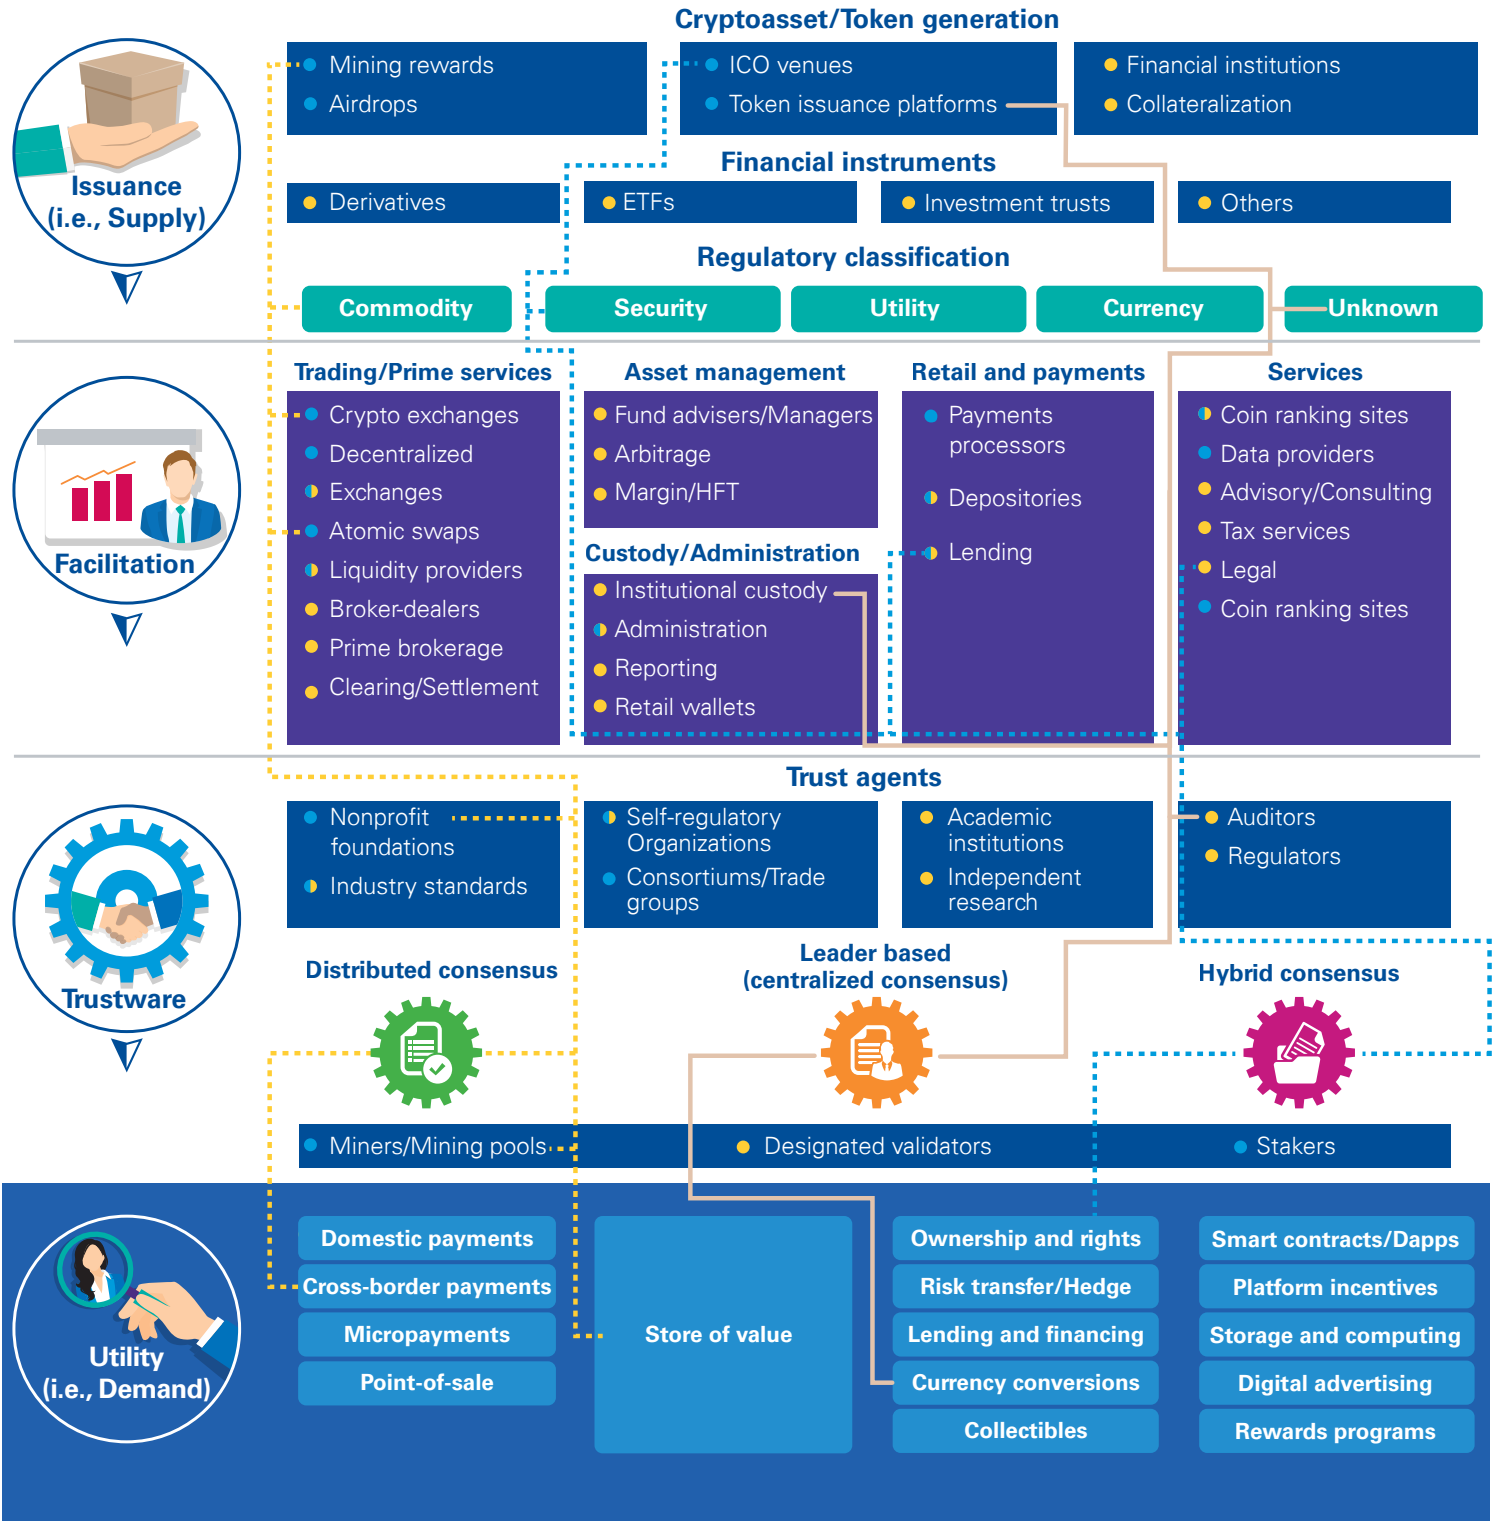 Cryptoasset/Token generation
Mining rewards
Airdrops
ICO venues
Token issuance platforms
Financial institutions
Collateralization
Issuance
(i.e., Supply)
Financial instruments
Derivatives
ETFs
Investment trusts
Others
Regulatory classification
Commodity
Security
Utility
Currency
Unknown
Facilitation
Trading/Prime services
Crypto exchanges
Decentralized
Exchanges
Atomic swaps
Liquidity providers
Broker-dealers
Prime brokerage
Clearing/Settlement
Asset management
Fund advisers/Managers
Arbitrage
Margin/HFT
Custody/Administration
Institutional custody
Administration
Reporting
Retail wallets
Retail and payments
Payments
processors
Depositories
Lending
Services
Coin ranking sites
Data providers
Advisory/Consulting
Tax services
Legal
Coin ranking sites
Trustware
Trust agents
Nonprofit
foundations
Industry standards
Self-regulatory
Organizations
Consortiums/Trade
groups
Academic
institutions
Independent
research
Auditors
Regulators
Distributed consensus
Leader based
(centralized consensus)
Hybrid consensus
Miners/Mining pools
Designated validators
Stakers
Utility
(i.e., Demand)
Domestic payments
Cross-border payments
Micropayments
Point-of-sale
Store of value
Ownership and rights
Risk transfer/Hedge
Lending and financing
Currency conversions
Collectibles
Smart contracts/Dapps
Platform incentives
Storage and computing
Digital advertising
Rewards programs